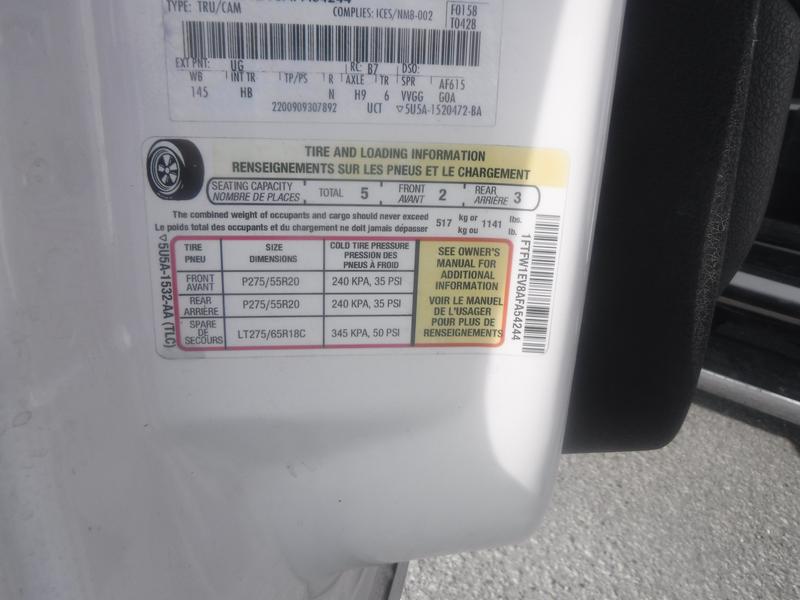 TYPE: TRU/CAM
COMPLIES: ICES/NMB-002
F0158
T0428
EXT PNT: UG RC: B7 DSO:
WB INT TR TP/PS R AXLE TR SPR AF615
145 HB N H9 6 VVGG G0A
2200909307892 UCT ▽5U5A-1520472-BA
TIRE AND LOADING INFORMATION
RENSEIGNEMENTS SUR LES PNEUS ET LE CHARGEMENT
SEATING CAPACITY TOTAL 5 FRONT 2 REAR 3
NOMBRE DE PLACES AVANT ARRIÈRE
The combined weight of occupants and cargo should never exceed 517 kg or 1141 lbs.
Le poids total des occupants et du chargement ne doit jamais dépasser kg ou lb.
TIRE SIZE COLD TIRE PRESSURE
PNEU DIMENSIONS PRESSION DES
PNEUS À FROID
FRONT
AVANT P275/55R20 240 KPA, 35 PSI
REAR
ARRIÈRE P275/55R20 240 KPA, 35 PSI
SPARE
DE
SECOURS LT275/65R18C 345 KPA, 50 PSI
SEE OWNER'S
MANUAL FOR
ADDITIONAL
INFORMATION
VOIR LE MANUEL
DE L'USAGER
POUR PLUS DE
RENSEIGNEMENTS
▽5U5A-1532-AA (TLC)
1FTFW1EV8AFA54244